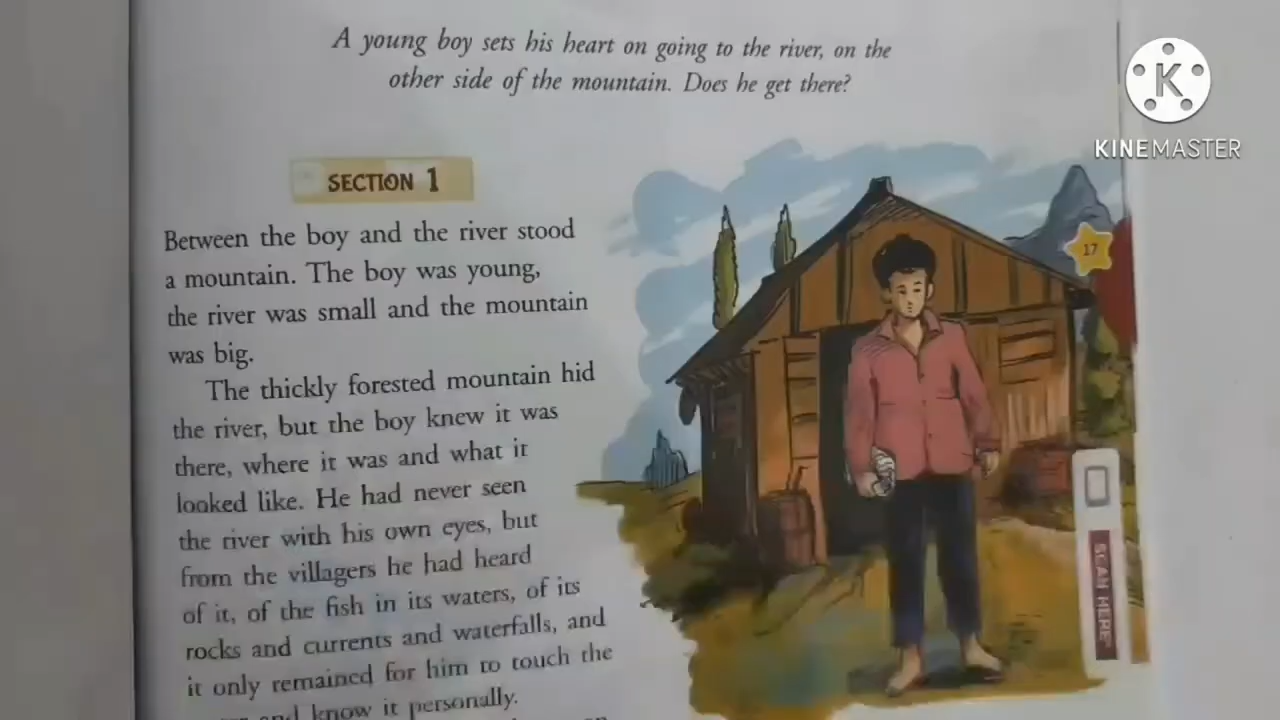 A young boy sets his heart on going to the river, on the
other side of the mountain. Does he get there?
K
KINEMASTER
SECTION 1
Between the boy and the river stood
a mountain. The boy was young,
the river was small and the mountain
was big.
The thickly forested mountain hid
the river, but the boy knew it was
there, where it was and what it
looked like. He had never seen
the river with his own eyes, but
from the villagers he had heard
of it, of the fish in its waters, of its
rocks and currents and waterfalls, and
it only remained for him to touch the
and know it personally.
17
SCAN HERE